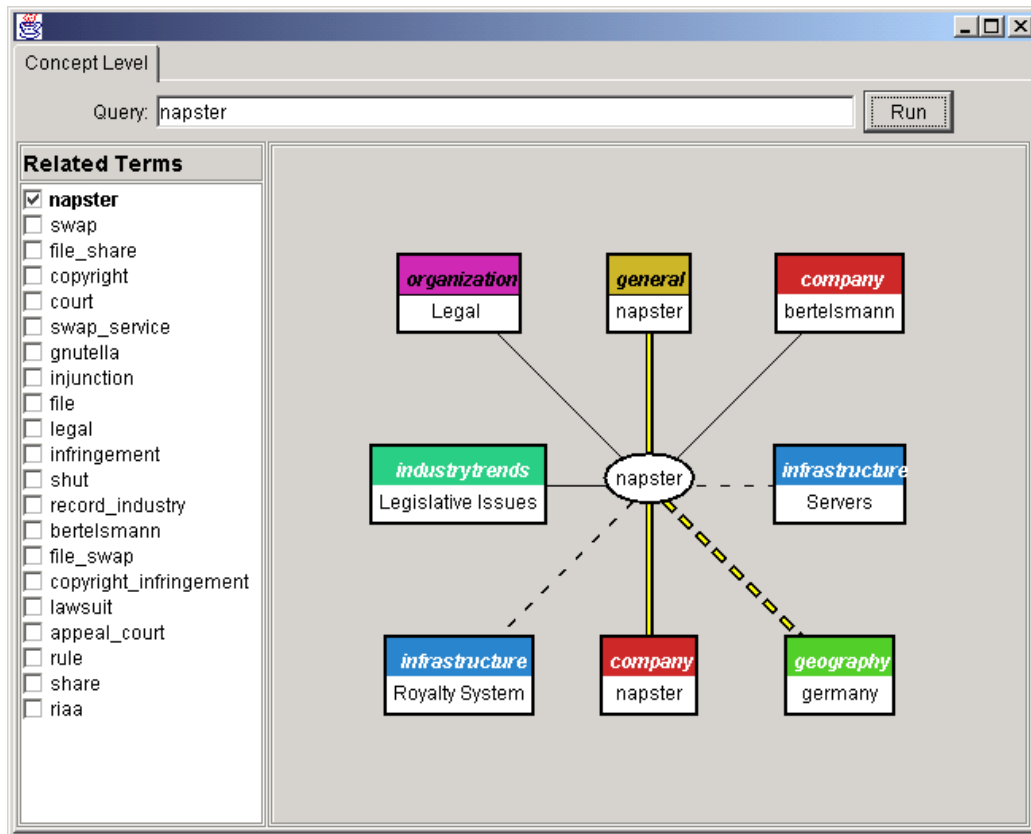 Concept Level
Query: napster Run
Related Terms
napster
swap
file_share
copyright
court
swap_service
gnutella
injunction
file
legal
infringement
shut
record_industry
bertelsmann
file_swap
copyright_infringement
lawsuit
appeal_court
rule
share
riaa
organization
Legal
general
napster
company
bertelsmann
industrytrends
Legislative Issues
napster
infrastructure
Servers
infrastructure
Royalty System
company
napster
geography
germany